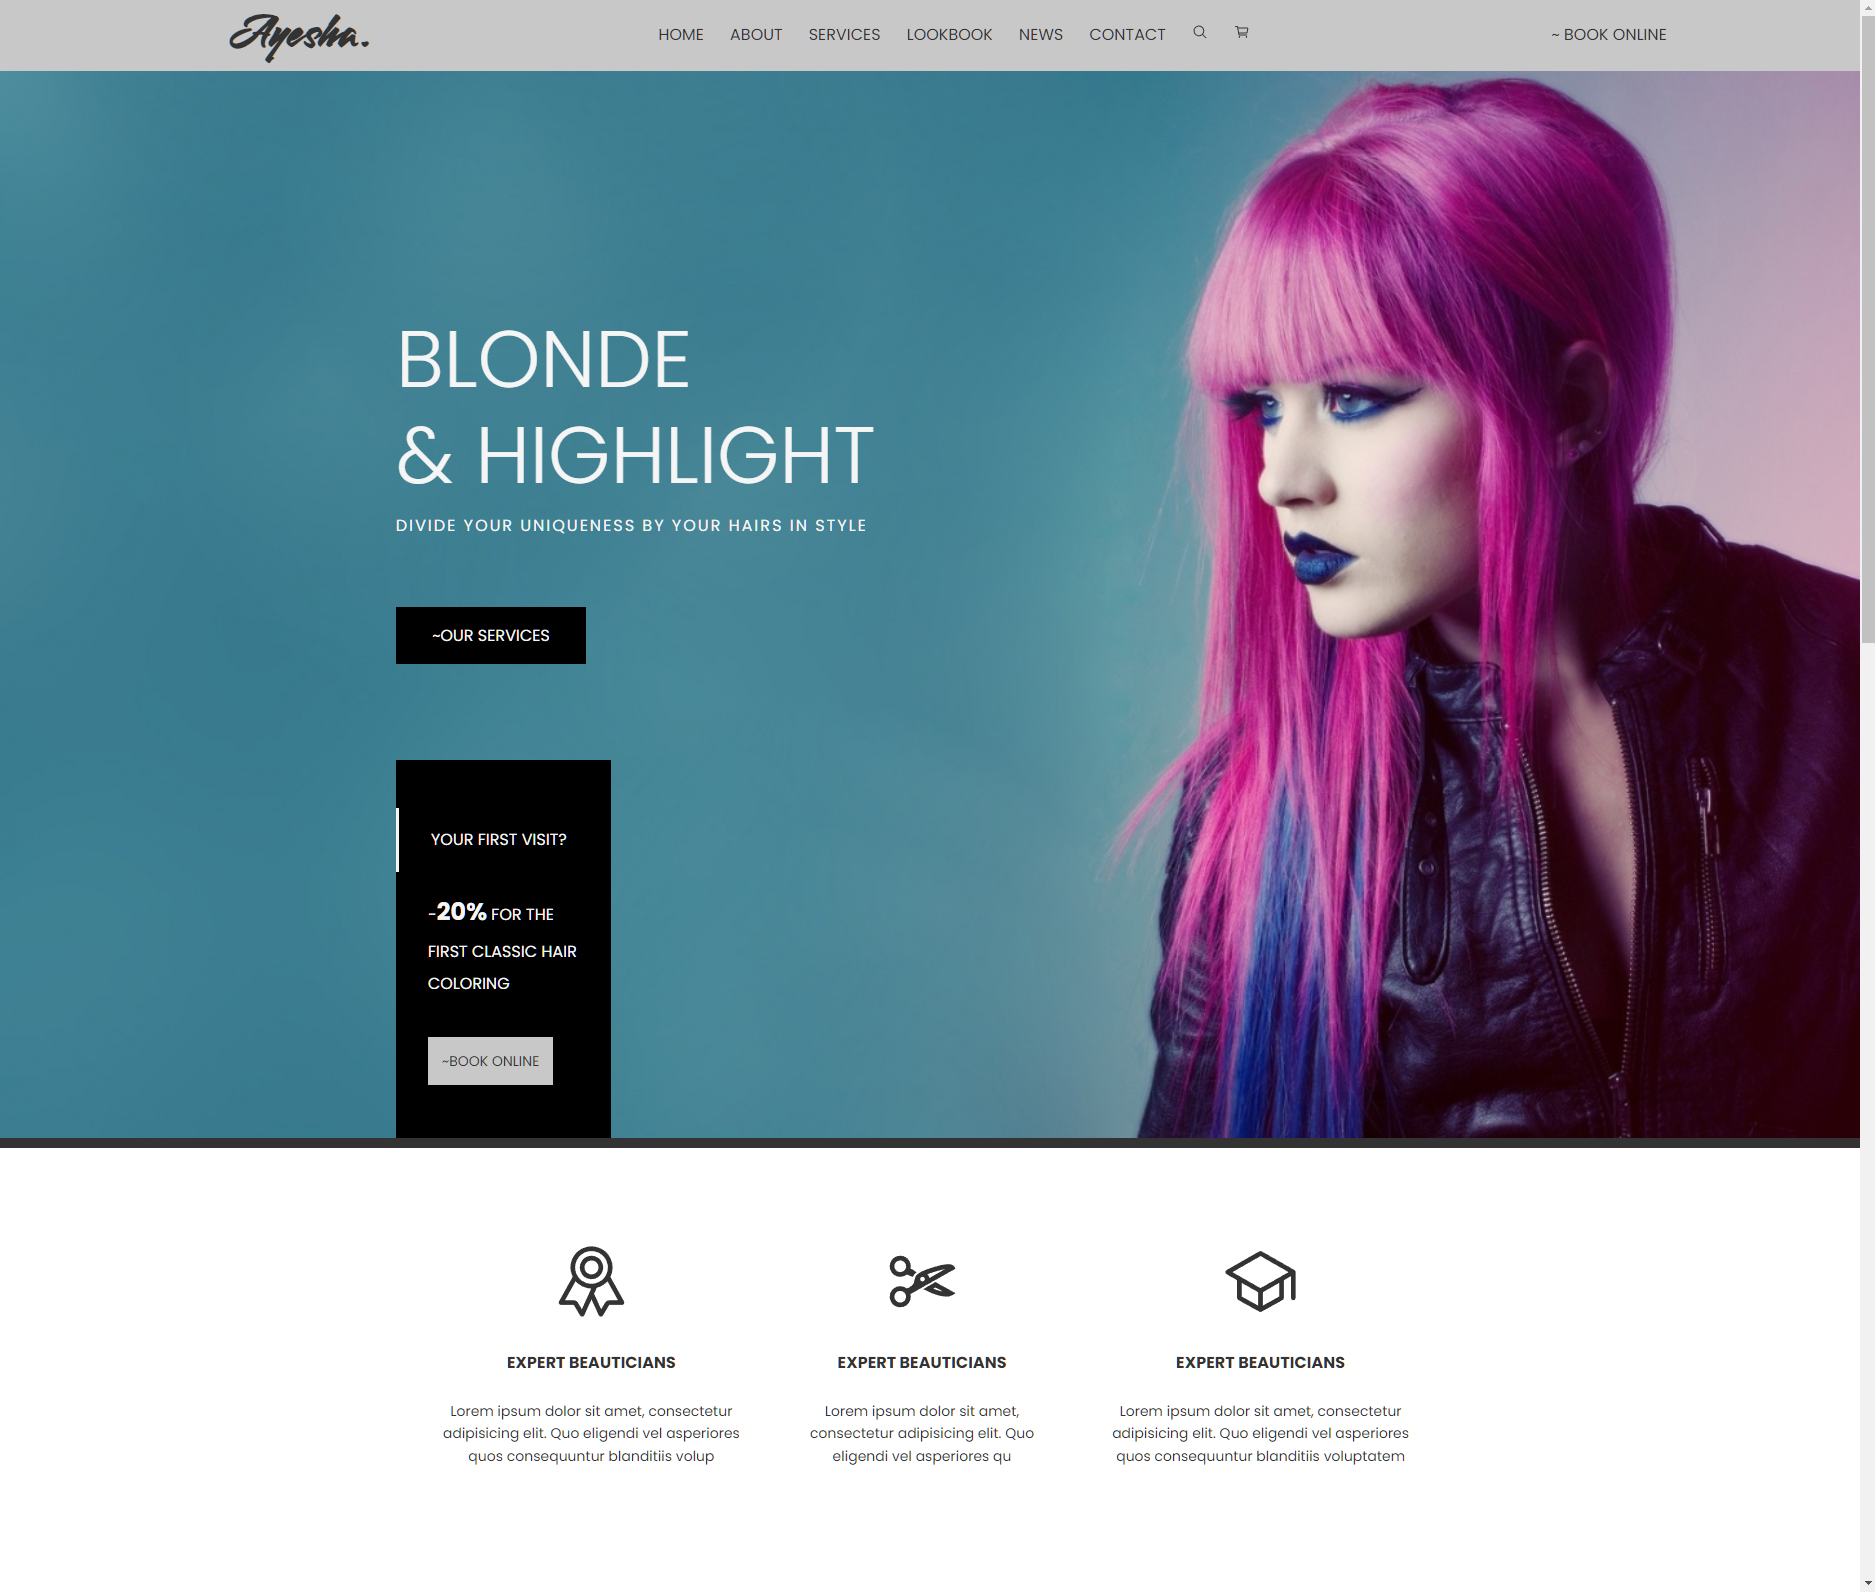 Ayesha.
HOME ABOUT SERVICES LOOKBOOK NEWS CONTACT
~ BOOK ONLINE
BLONDE
& HIGHLIGHT
DIVIDE YOUR UNIQUENESS BY YOUR HAIRS IN STYLE
~OUR SERVICES
YOUR FIRST VISIT?
-20% FOR THE
FIRST CLASSIC HAIR
COLORING
~BOOK ONLINE
EXPERT BEAUTICIANS
Lorem ipsum dolor sit amet, consectetur
adipisicing elit. Quo eligendi vel asperiores
quos consequuntur blanditiis volup
EXPERT BEAUTICIANS
Lorem ipsum dolor sit amet,
consectetur adipisicing elit. Quo
eligendi vel asperiores qu
EXPERT BEAUTICIANS
Lorem ipsum dolor sit amet, consectetur
adipisicing elit. Quo eligendi vel asperiores
quos consequuntur blanditiis voluptatem